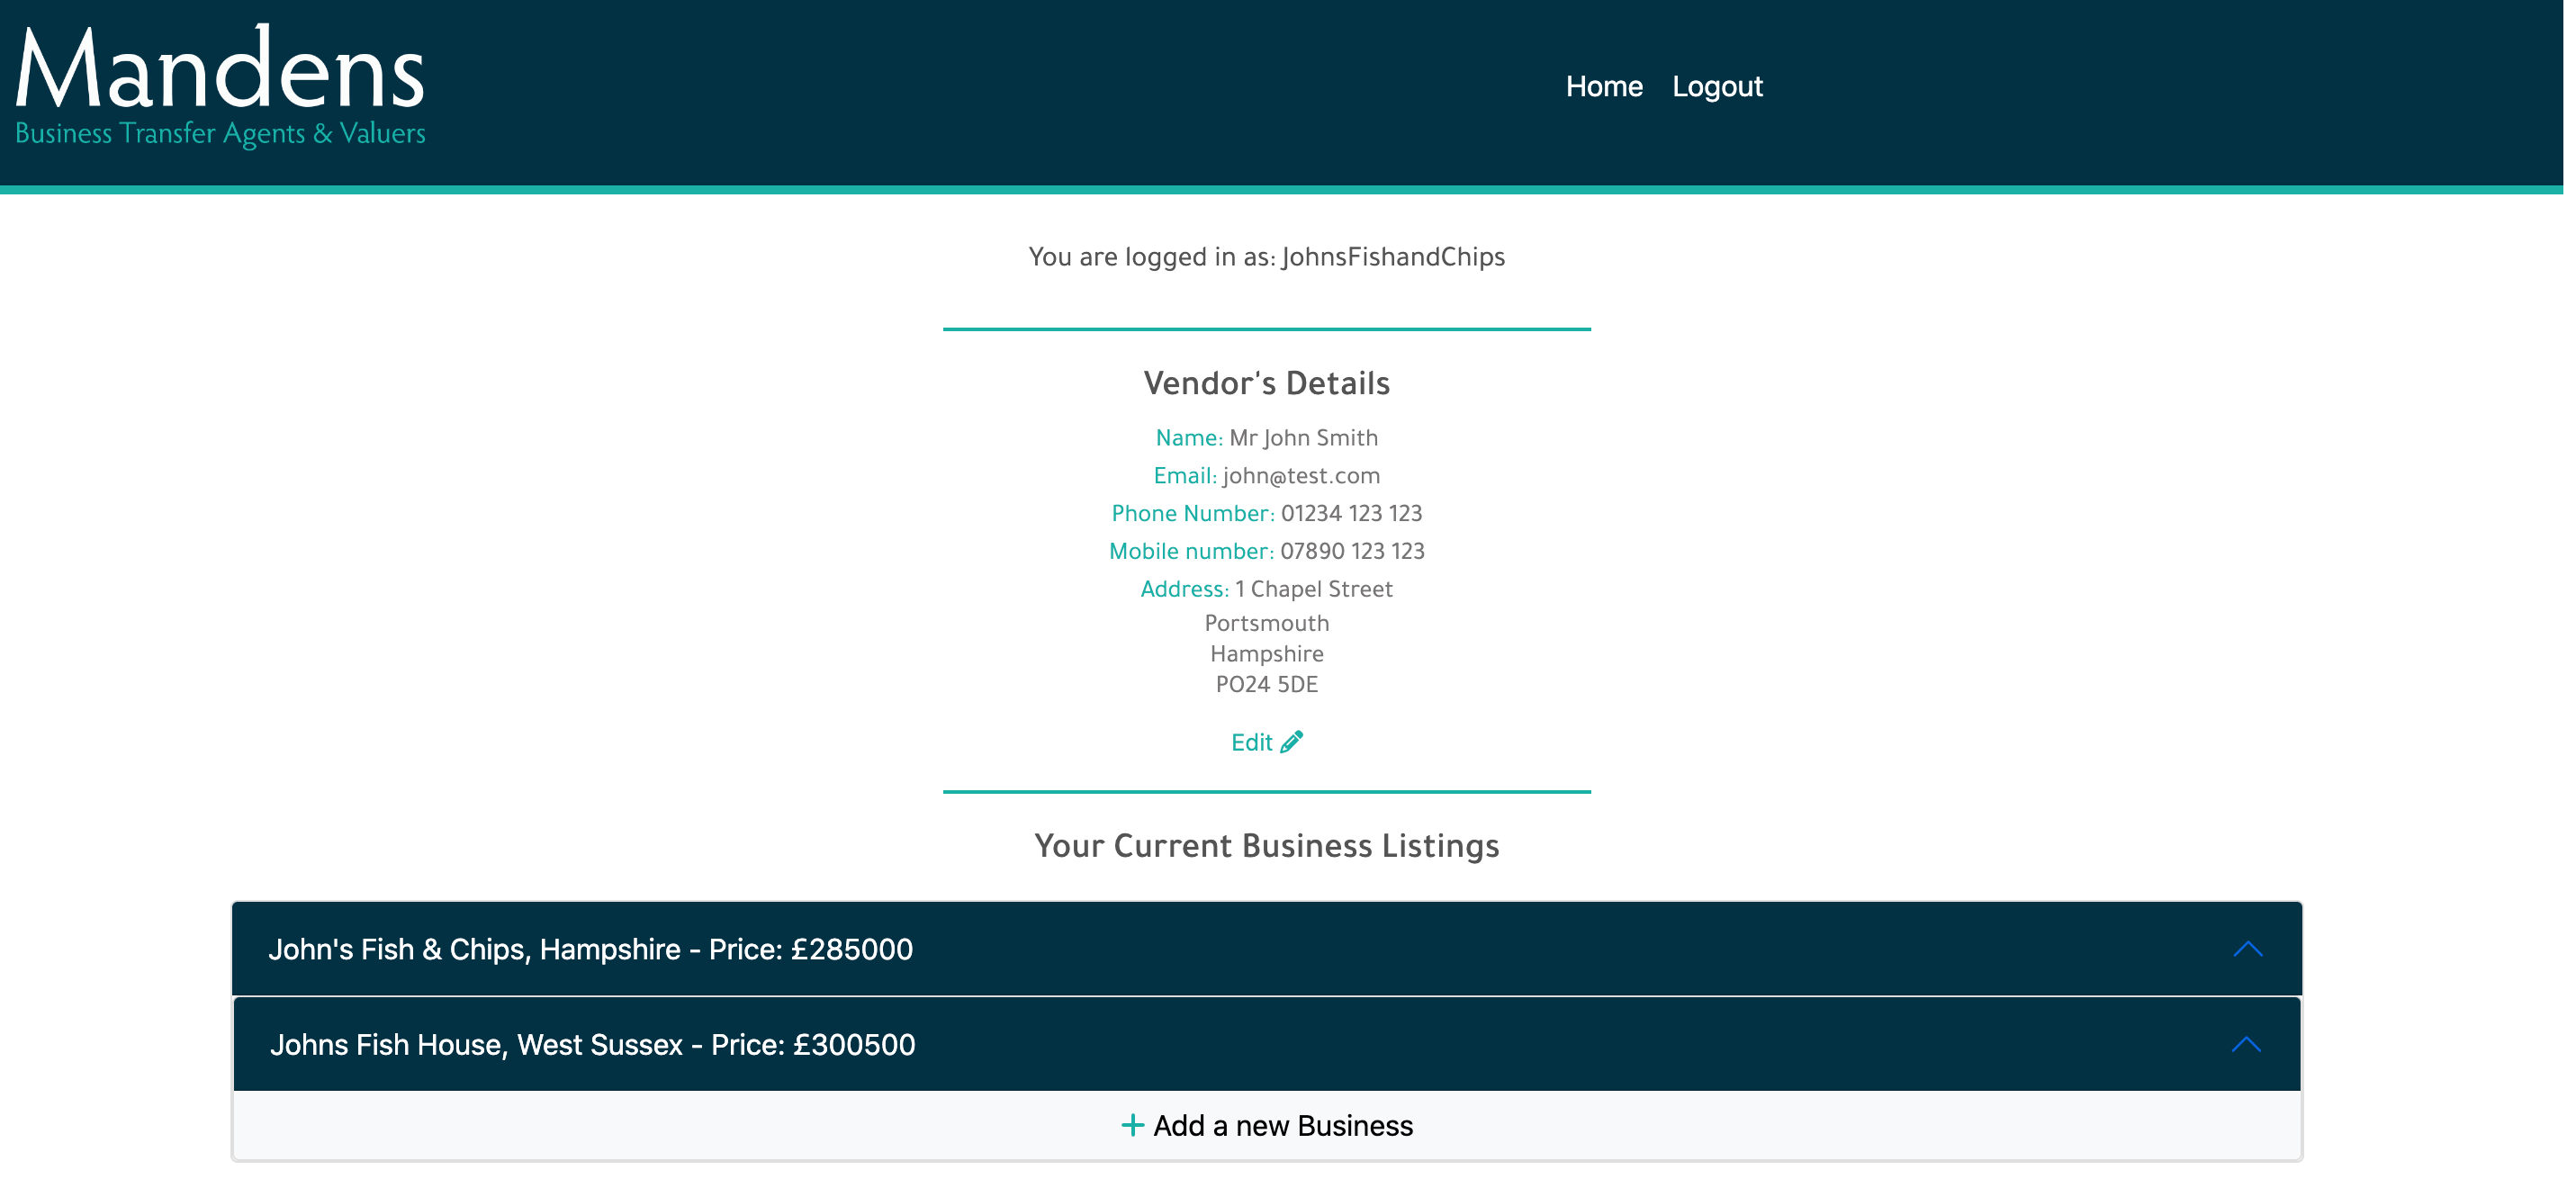 Mandens
Business Transfer Agents & Valuers
Home Logout
You are logged in as: JohnsFishandChips
Vendor's Details
Name: Mr John Smith
Email: john@test.com
Phone Number: 01234 123 123
Mobile number: 07890 123 123
Address: 1 Chapel Street
Portsmouth
Hampshire
PO24 5DE
Edit
Your Current Business Listings
John's Fish & Chips, Hampshire - Price: £285000
Johns Fish House, West Sussex - Price: £300500
+ Add a new Business